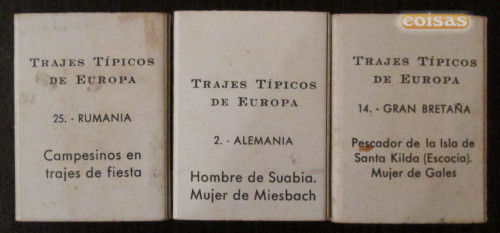 TRAJES TÍPICOS
DE EUROPA
25. - RUMANIA
Campesinos en
trajes de fiesta
TRAJES TÍPICOS
DE EUROPA
2. - ALEMANIA
Hombre de Suabia.
Mujer de Miesbach
coisas
TRAJES TÍPICOS
DE EUROPA
14. - GRAN BRETAÑA
Pescador de la Isla de
Santa Kilda (Escocia).
Mujer de Gales